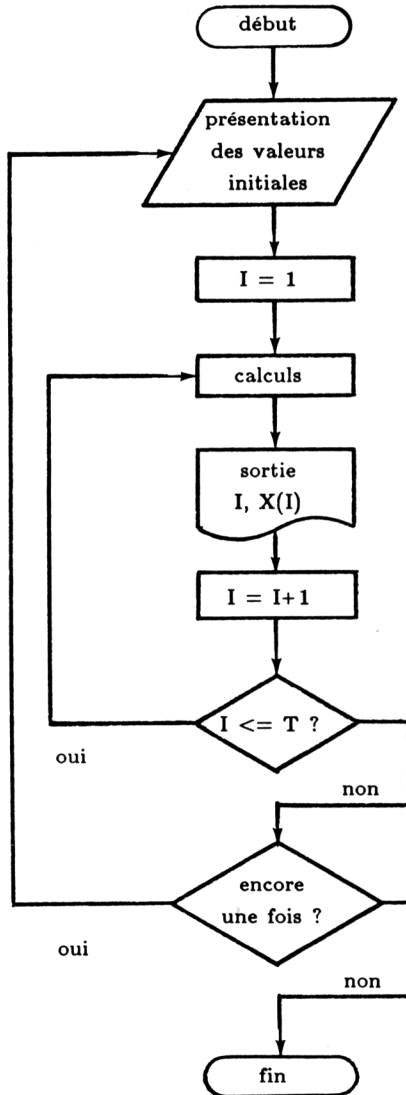 début
présentation
des valeurs
initiales
I = 1
calculs
sortie
I, X(I)
I = I+1
I <= T ?
oui
non
encore
une fois ?
oui
non
fin